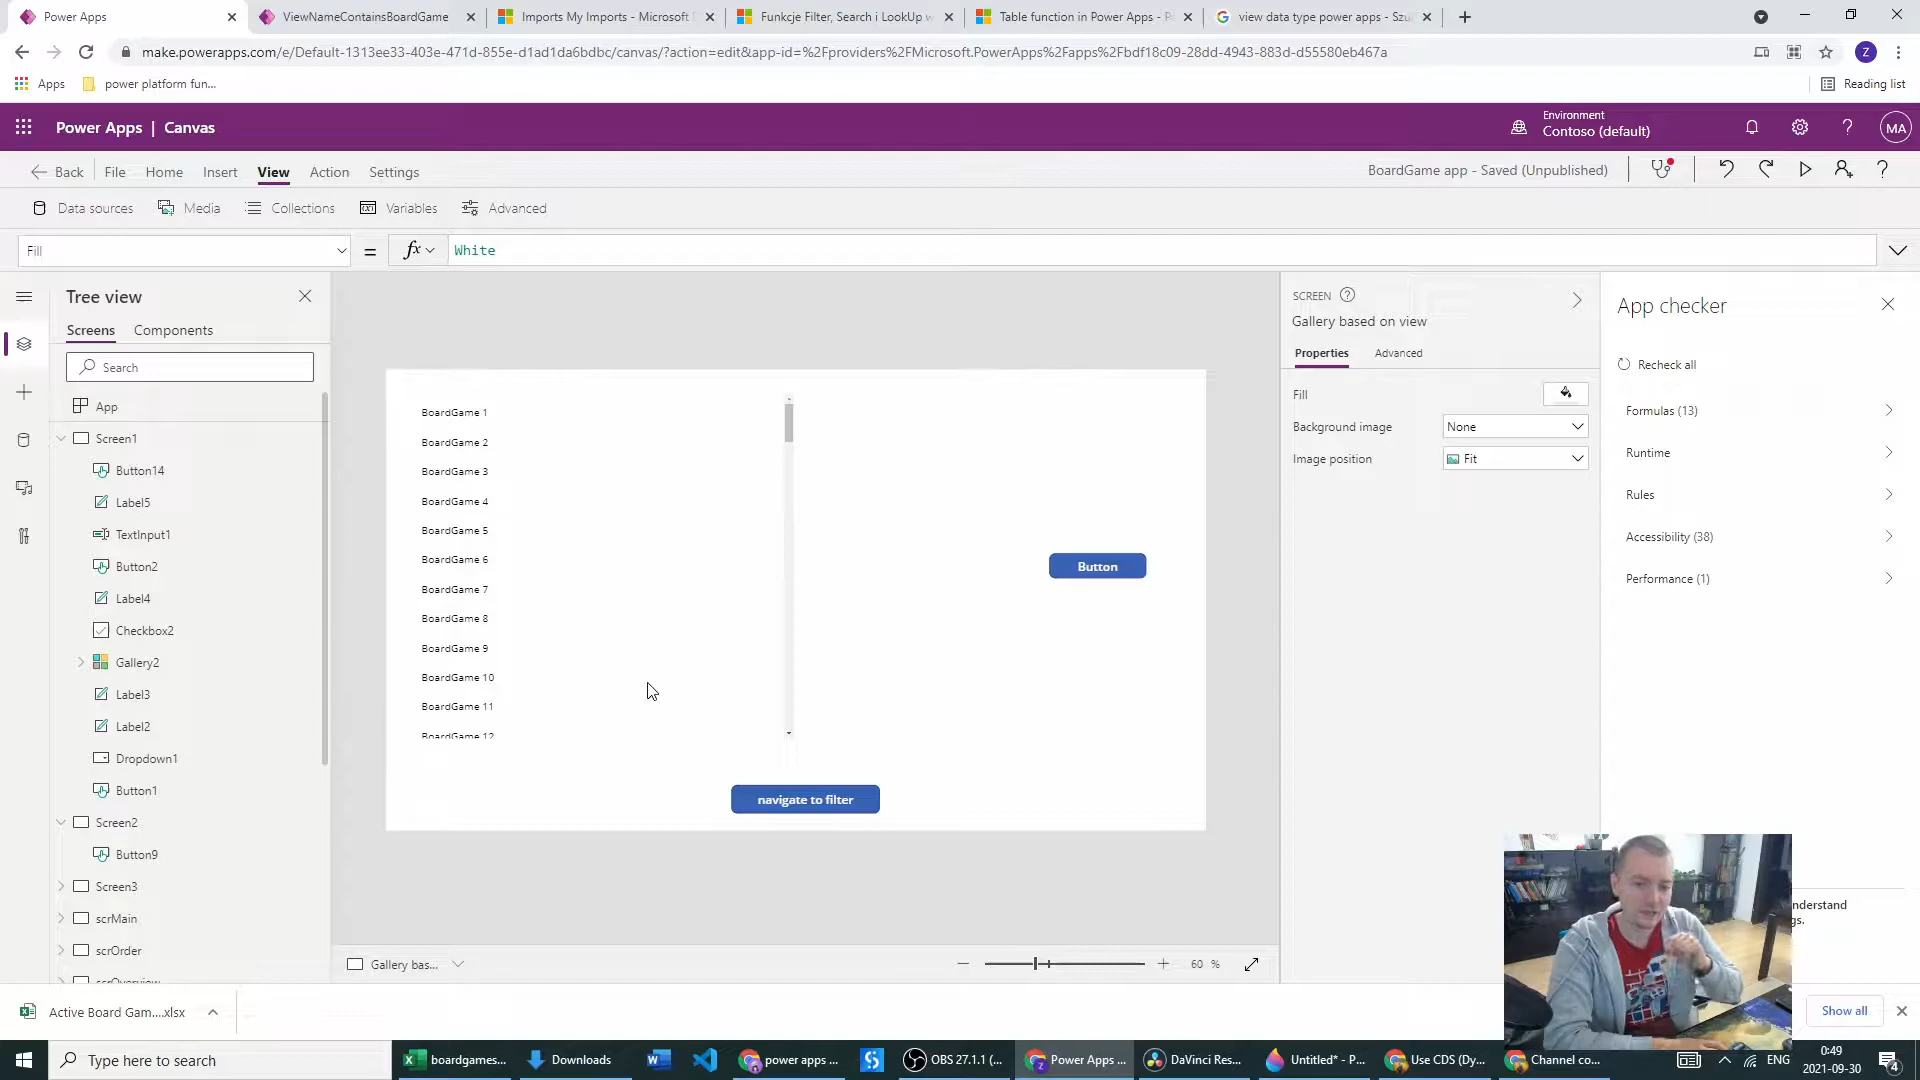 Power Apps
ViewNameContainsBoardGame
Imports My Imports - Microsoft
Funkcje Filter, Search i LookUp w
Table function in Power Apps - P
view data type power apps - Szu
make.powerapps.com/e/Default-1313ee33-403e-471d-855e-d1ad1da6bdbc/canvas/?action=edit&app-id=%2Fproviders%2FMicrosoft.PowerApps%2Fapps%2Fbdf18c09-28dd-4943-883d-d55580eb467a
Z
Apps
power platform fun...
Reading list
Power Apps | Canvas
Environment
Contoso (default)
MA
Back
File
Home
Insert
View
Action
Settings
BoardGame app - Saved (Unpublished)
Data sources
Media
Collections
Variables
Advanced
Fill
=
fx
White
Tree view
Screens
Components
Search
App
Screen1
Button14
Label5
TextInput1
Button2
Label4
Checkbox2
Gallery2
Label3
Label2
Dropdown1
Button1
Screen2
Button9
Screen3
scrMain
scrOrder
scrOverview
BoardGame 1
BoardGame 2
BoardGame 3
BoardGame 4
BoardGame 5
BoardGame 6
BoardGame 7
BoardGame 8
BoardGame 9
BoardGame 10
BoardGame 11
BoardGame 12
Button
navigate to filter
Gallery bas...
60 %
SCREEN
Gallery based on view
Properties
Advanced
Fill
Background image
None
Image position
Fit
App checker
Recheck all
Formulas (13)
Runtime
Rules
Accessibility (38)
Performance (1)
nderstand
gs.
Active Board Gam....xlsx
Show all
Type here to search
boardgames...
Downloads
power apps ...
OBS 27.1.1 (...
Power Apps ...
DaVinci Res...
Untitled* - P...
Use CDS (Dy...
Channel co...
ENG
0:49
2021-09-30
4